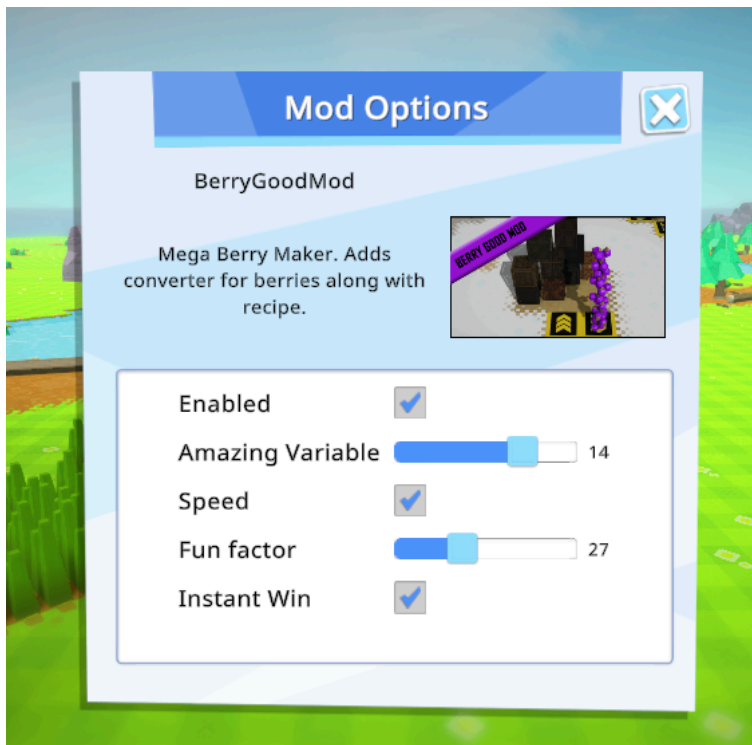 Mod Options
BerryGoodMod
Mega Berry Maker. Adds
converter for berries along with
recipe.
BERRY GOOD MOD
Enabled
Amazing Variable 14
Speed
Fun factor 27
Instant Win